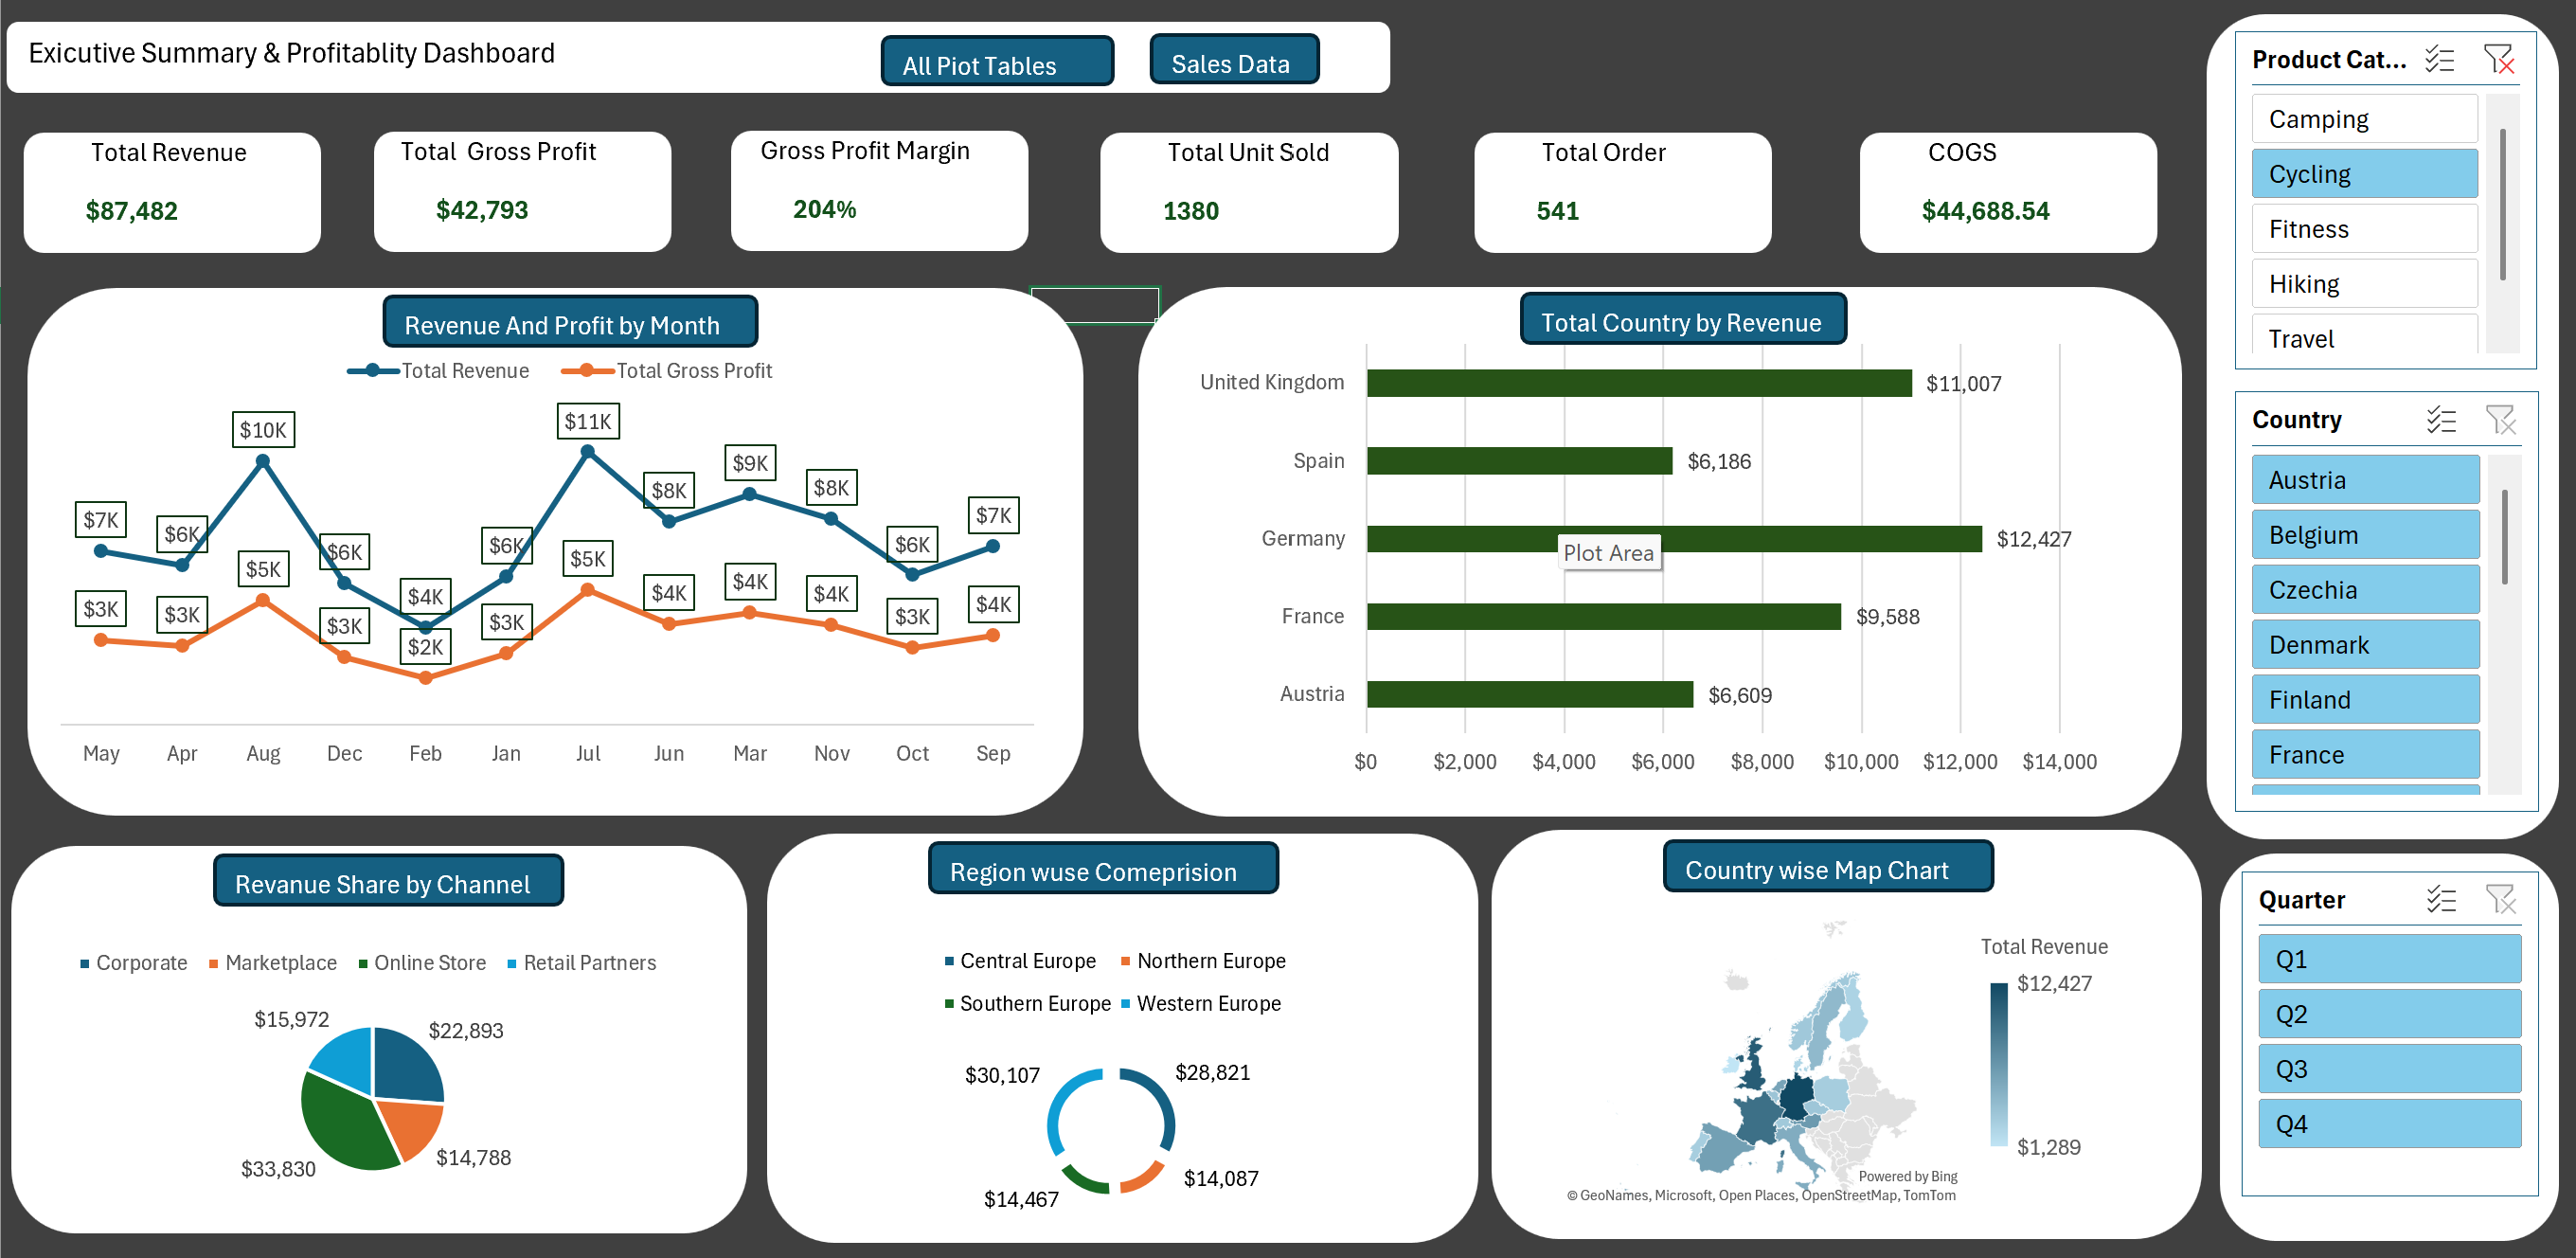 Exicutive Summary & Profitablity Dashboard
All Piot Tables
Sales Data
Total Revenue
$87,482
Total  Gross Profit
$42,793
Gross Profit Margin
204%
Total Unit Sold
1380
Total Order
541
COGS
$44,688.54
Product Cat...
Camping
Cycling
Fitness
Hiking
Travel
Revenue And Profit by Month
Total Revenue
Total Gross Profit
$7K
$6K
$10K
$6K
$4K
$6K
$11K
$8K
$9K
$8K
$6K
$7K
$3K
$3K
$5K
$3K
$2K
$3K
$5K
$4K
$4K
$4K
$3K
$4K
May
Apr
Aug
Dec
Feb
Jan
Jul
Jun
Mar
Nov
Oct
Sep
Total Country by Revenue
United Kingdom
$11,007
Spain
$6,186
Germany
$12,427
Plot Area
France
$9,588
Austria
$6,609
$0
$2,000
$4,000
$6,000
$8,000
$10,000
$12,000
$14,000
Country
Austria
Belgium
Czechia
Denmark
Finland
France
Revanue Share by Channel
Corporate
Marketplace
Online Store
Retail Partners
$15,972
$22,893
$33,830
$14,788
Region wuse Comeprision
Central Europe
Northern Europe
Southern Europe
Western Europe
$30,107
$28,821
$14,467
$14,087
Country wise Map Chart
Total Revenue
$12,427
$1,289
Powered by Bing
© GeoNames, Microsoft, Open Places, OpenStreetMap, TomTom
Quarter
Q1
Q2
Q3
Q4